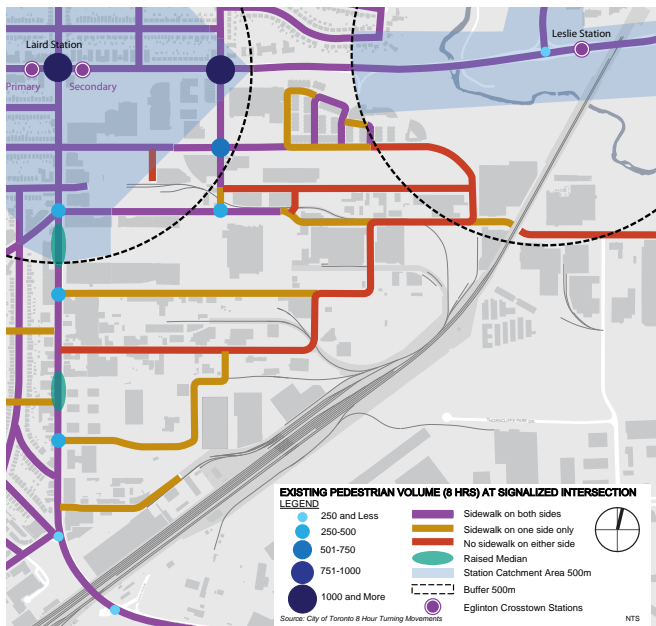 Laird Station
Leslie Station
Primary
Secondary
THORNCLIFFE PARK DR
EXISTING PEDESTRIAN VOLUME (8 HRS) AT SIGNALIZED INTERSECTION
LEGEND
250 and Less
250-500
501-750
751-1000
1000 and More
Sidewalk on both sides
Sidewalk on one side only
No sidewalk on either side
Raised Median
Station Catchment Area 500m
Buffer 500m
Eglinton Crosstown Stations
Source: City of Toronto 8 Hour Turning Movements
NTS